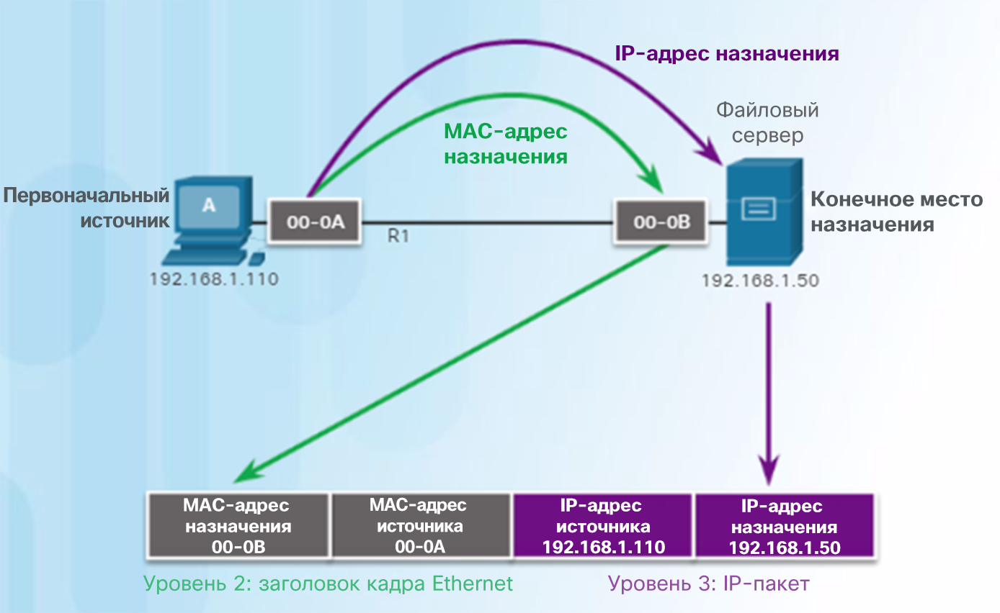 IP-адрес назначения
Файловый
сервер
MAC-адрес
назначения
Первоначальный
источник
A
00-0A
R1
00-0B
Конечное место
назначения
192.168.1.110
192.168.1.50
MAC-адрес
назначения
00-0B
MAC-адрес
источника
00-0A
IP-адрес
источника
192.168.1.110
IP-адрес
назначения
192.168.1.50
Уровень 2: заголовок кадра Ethernet
Уровень 3: IP-пакет